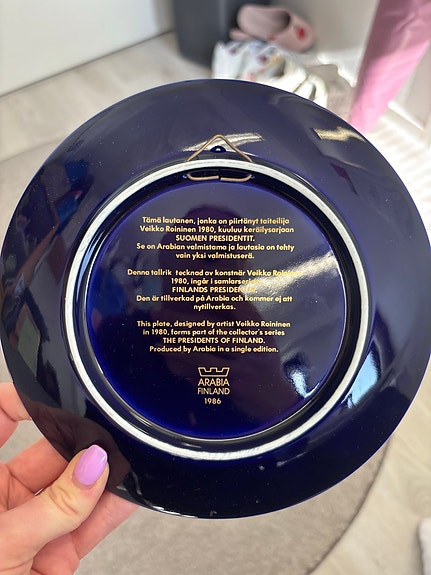 Tämä lautanen, jonka on piirtänyt taiteilija
Veikko Roininen 1980, kuuluu keräilysarjaan
SUOMEN PRESIDENTIT.
Se on Arabian valmistama ja lautasia on tehty
vain yksi valmistuserä.
Denna tallrik tecknad av konstnär Veikko Roininen
1980, ingår i samlarserien
FINLANDS PRESIDENTER.
Den är tillverkad på Arabia och kommer ej att
nytillverkas.
This plate, designed by artist Veikko Roininen
in 1980, forms part of the collector's series
THE PRESIDENTS OF FINLAND.
Produced by Arabia in a single edition.
ARABIA
FINLAND
1986